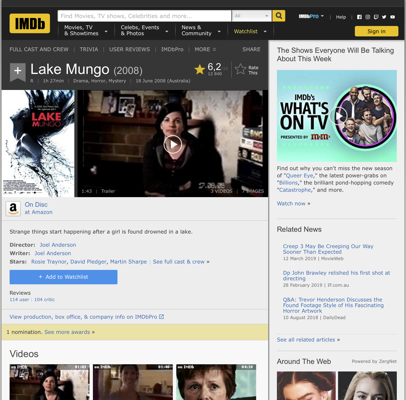 IMDb
Find Movies, TV shows, Celebrities and more...
All
Movies, TV
& Showtimes
Celebs, Events
& Photos
News &
Community
Watchlist
IMDbPro
Help
Sign in
FULL CAST AND CREW | TRIVIA | USER REVIEWS | IMDbPro | MORE
SHARE
Lake Mungo (2008)
1h 27min | Drama, Horror, Mystery | 18 June 2008 (Australia)
6,2
Rate
This
LAKE
MUNGO
1:43 | Trailer
3 VIDEOS
On Disc
at Amazon
Strange things start happening after a girl is found drowned in a lake.
Director: Joel Anderson
Writer: Joel Anderson
Stars: Rosie Traynor, David Pledger, Martin Sharpe | See full cast & crew »
+ Add to Watchlist
Reviews
119 user | 104 critic
View production, box office, & company info on IMDbPro
1 nomination. See more awards »
Videos
The Shows Everyone Will Be Talking
About This Week
IMDb's
WHAT'S
ON TV
PRESENTED BY m&m's
Find out why you can't miss the new season
of "Queer Eye," the latest power-grabs on
"Billions," the brilliant pond-hopping comedy
"Catastrophe," and more.
Watch now »
Related News
Creep 3 May Be Creeping Our Way
Sooner Than Expected
12 March 2019 | MovieWeb
Dp John Brawley relished his first shot at
directing
28 February 2019 | IF.com.au
Q&A: Trevor Henderson Discusses the
Found Footage Style of His Fascinating
Horror Artwork
10 August 2018 | DailyDead
See all related articles »
Around The Web
Powered by ZergNet